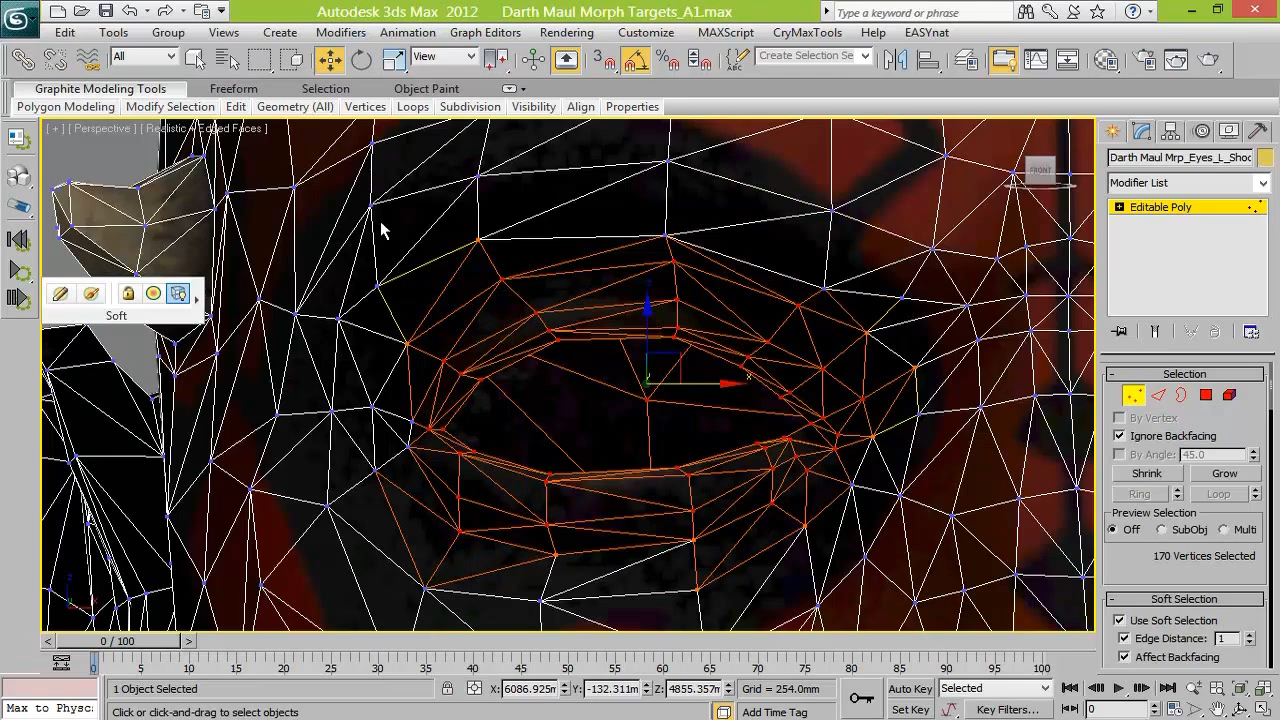 Autodesk 3ds Max 2012 Darth Maul Morph Targets_A1.max
Type a keyword or phrase
Edit Tools Group Views Create Modifiers Animation Graph Editors Rendering Customize MAXScript CryMaxTools Help EASYnat
All View 3 Create Selection Se
Graphite Modeling Tools Freeform Selection Object Paint
Polygon Modeling Modify Selection Edit Geometry (All) Vertices Loops Subdivision Visibility Align Properties
[ + ] [ Perspective ] [ Realistic + Edged Faces ]
FRONT
Soft
x
Darth Maul Mrp_Eyes_L_Shoc
Modifier List
Editable Poly
Selection
By Vertex
Ignore Backfacing
By Angle: 45.0
Shrink Grow
Ring Loop
Preview Selection
Off SubObj Multi
170 Vertices Selected
Soft Selection
Use Soft Selection
Edge Distance: 1
Affect Backfacing
0 / 100
0 5 10 15 20 25 30 35 40 45 50 55 60 65 70 75 80 85 90 95 100
1 Object Selected X: 6086.925m Y: -132.311m Z: 4855.357m Grid = 254.0mm Auto Key Selected
Max to Physc Click or click-and-drag to select objects Add Time Tag Set Key Key Filters... 0